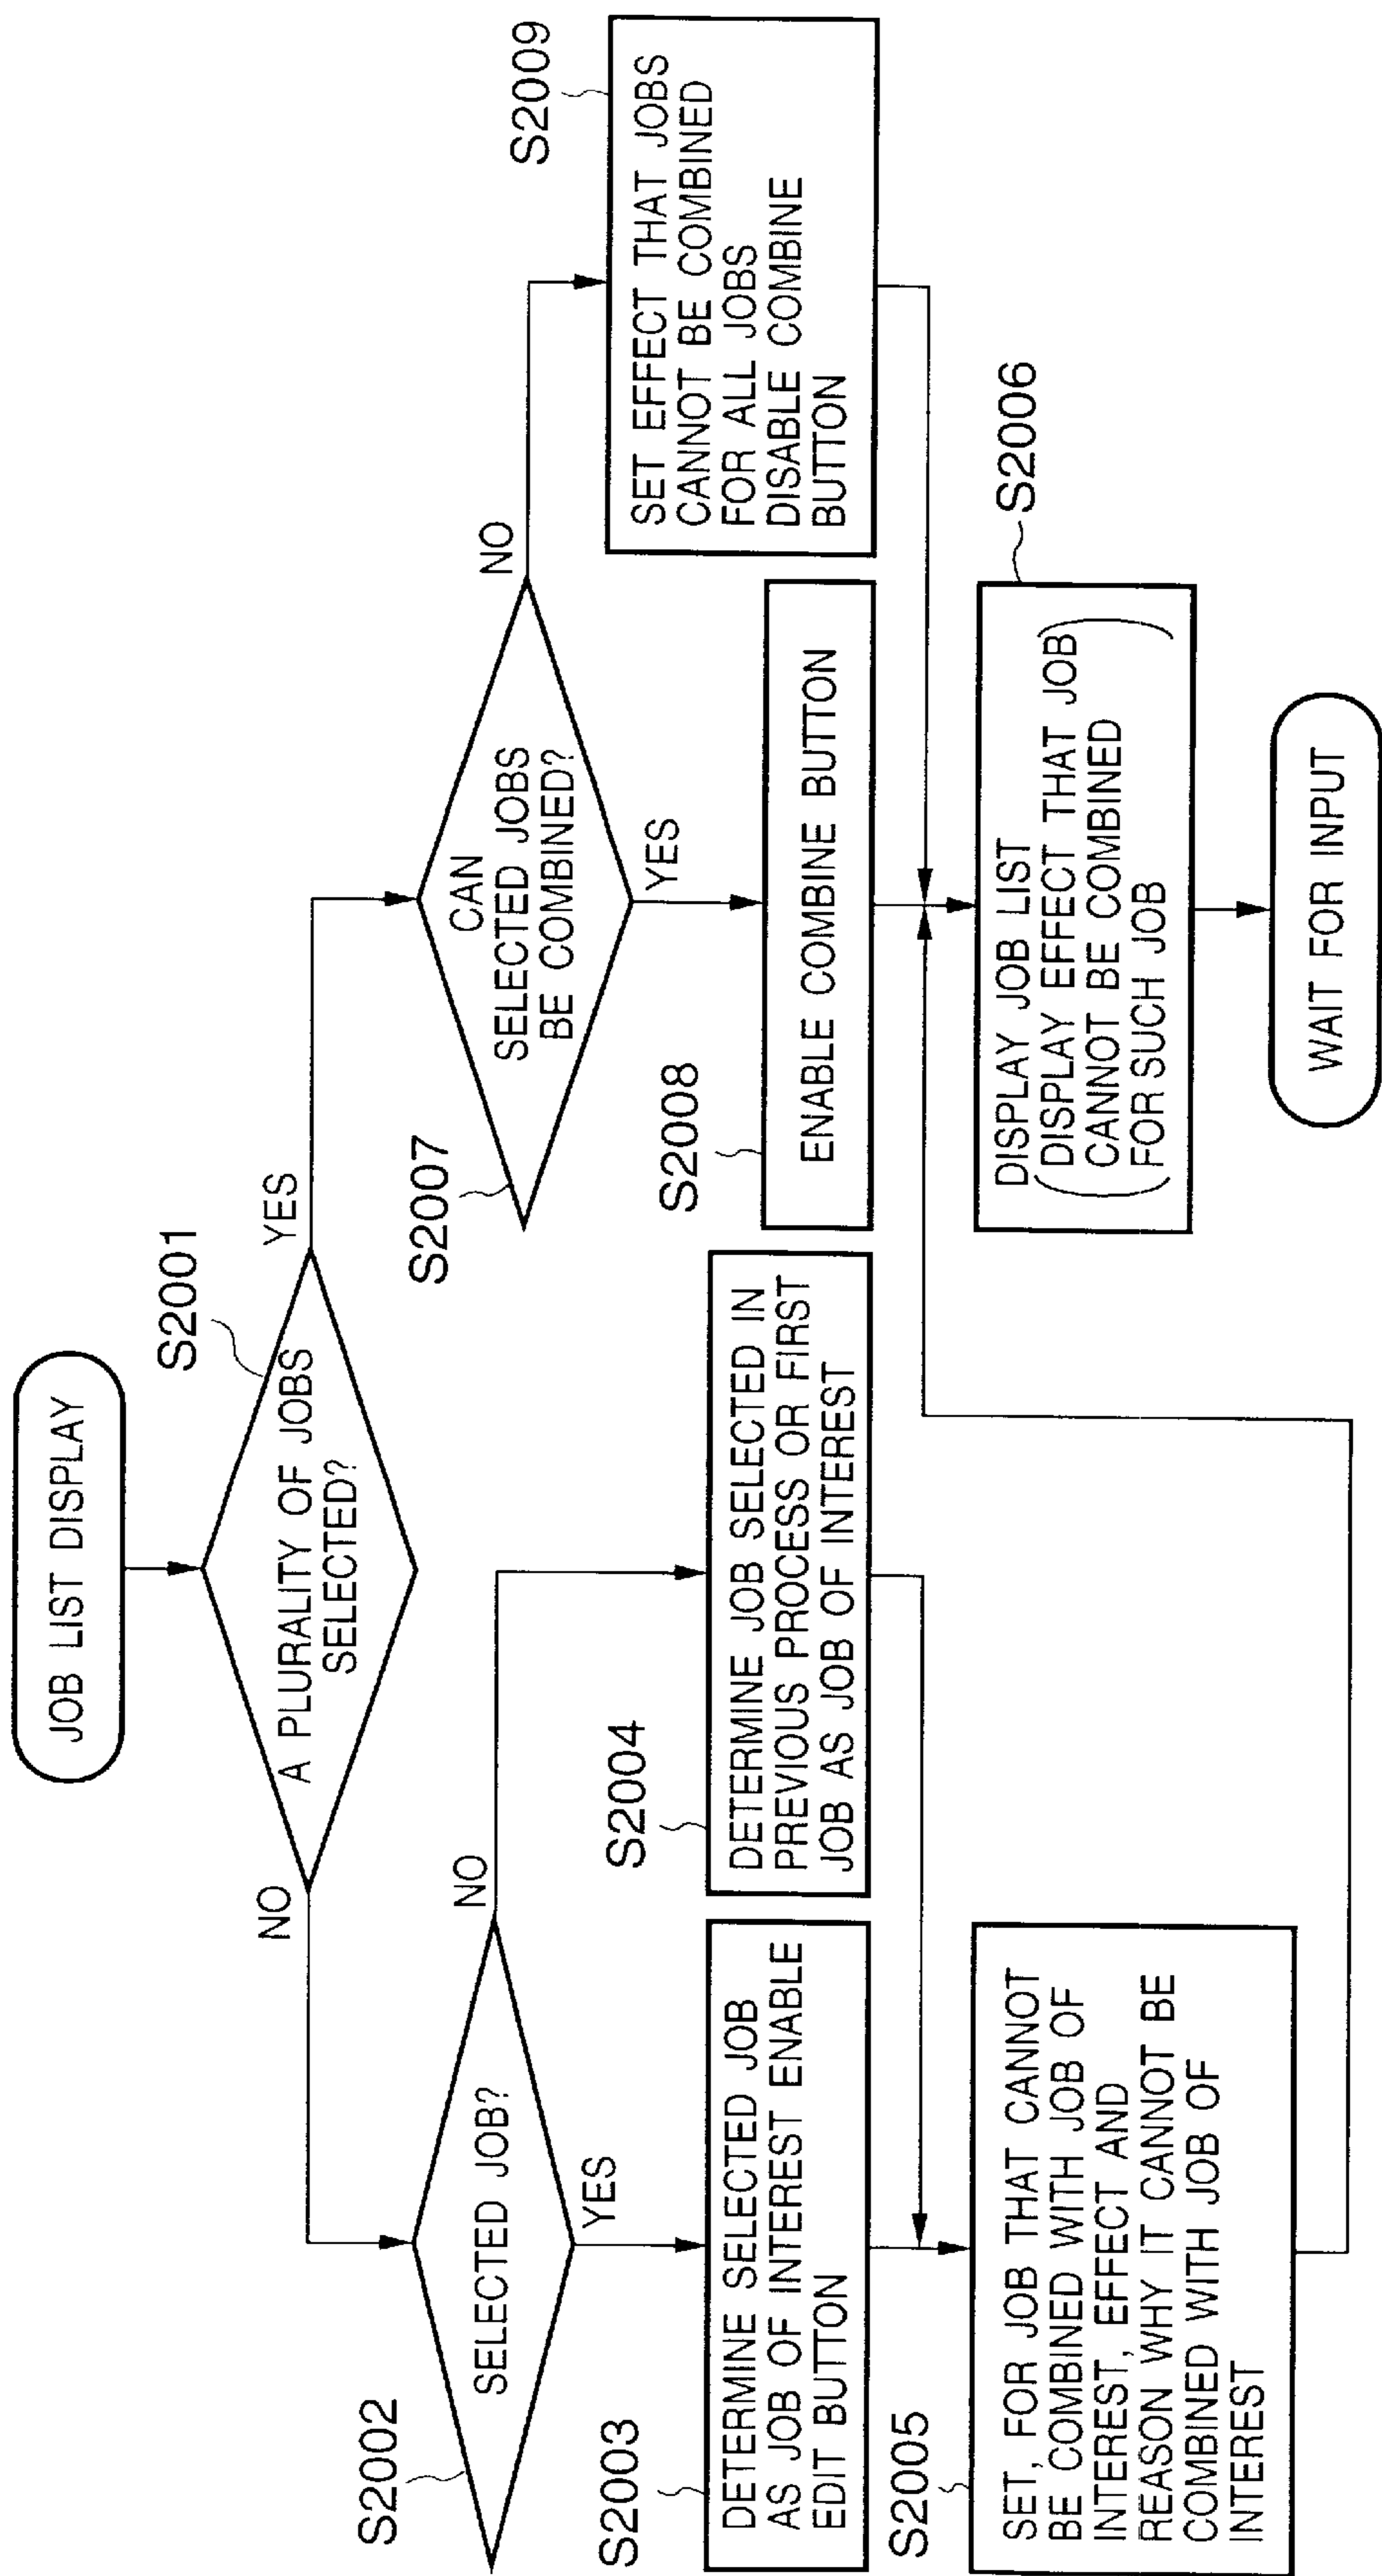 JOB LIST DISPLAY
S2001
A PLURALITY OF JOBS
SELECTED?
NO
YES
S2002
SELECTED JOB?
NO
YES
S2007
CAN
SELECTED JOBS
BE COMBINED?
NO
YES
S2003
DETERMINE SELECTED JOB
AS JOB OF INTEREST ENABLE
EDIT BUTTON
S2004
DETERMINE JOB SELECTED IN
PREVIOUS PROCESS OR FIRST
JOB AS JOB OF INTEREST
S2008
ENABLE COMBINE BUTTON
S2009
SET EFFECT THAT JOBS
CANNOT BE COMBINED
FOR ALL JOBS
DISABLE COMBINE
BUTTON
S2005
SET, FOR JOB THAT CANNOT
BE COMBINED WITH JOB OF
INTEREST, EFFECT AND
REASON WHY IT CANNOT BE
COMBINED WITH JOB OF
INTEREST
S2006
DISPLAY JOB LIST
(DISPLAY EFFECT THAT JOB
CANNOT BE COMBINED
FOR SUCH JOB)
WAIT FOR INPUT